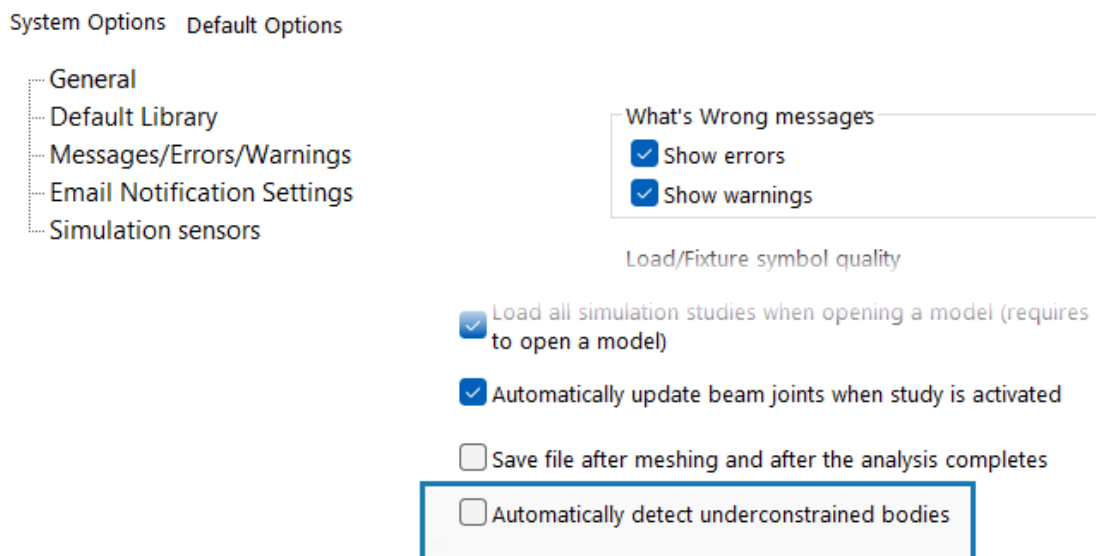 System Options Default Options
General
Default Library
Messages/Errors/Warnings
Email Notification Settings
Simulation sensors
What's Wrong messages
Show errors
Show warnings
Load/Fixture symbol quality
Load all simulation studies when opening a model (requires
to open a model)
Automatically update beam joints when study is activated
Save file after meshing and after the analysis completes
Automatically detect underconstrained bodies